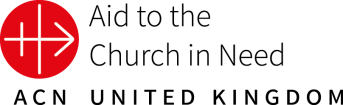 Aid to the
Church in Need
ACN UNITED KINGDOM